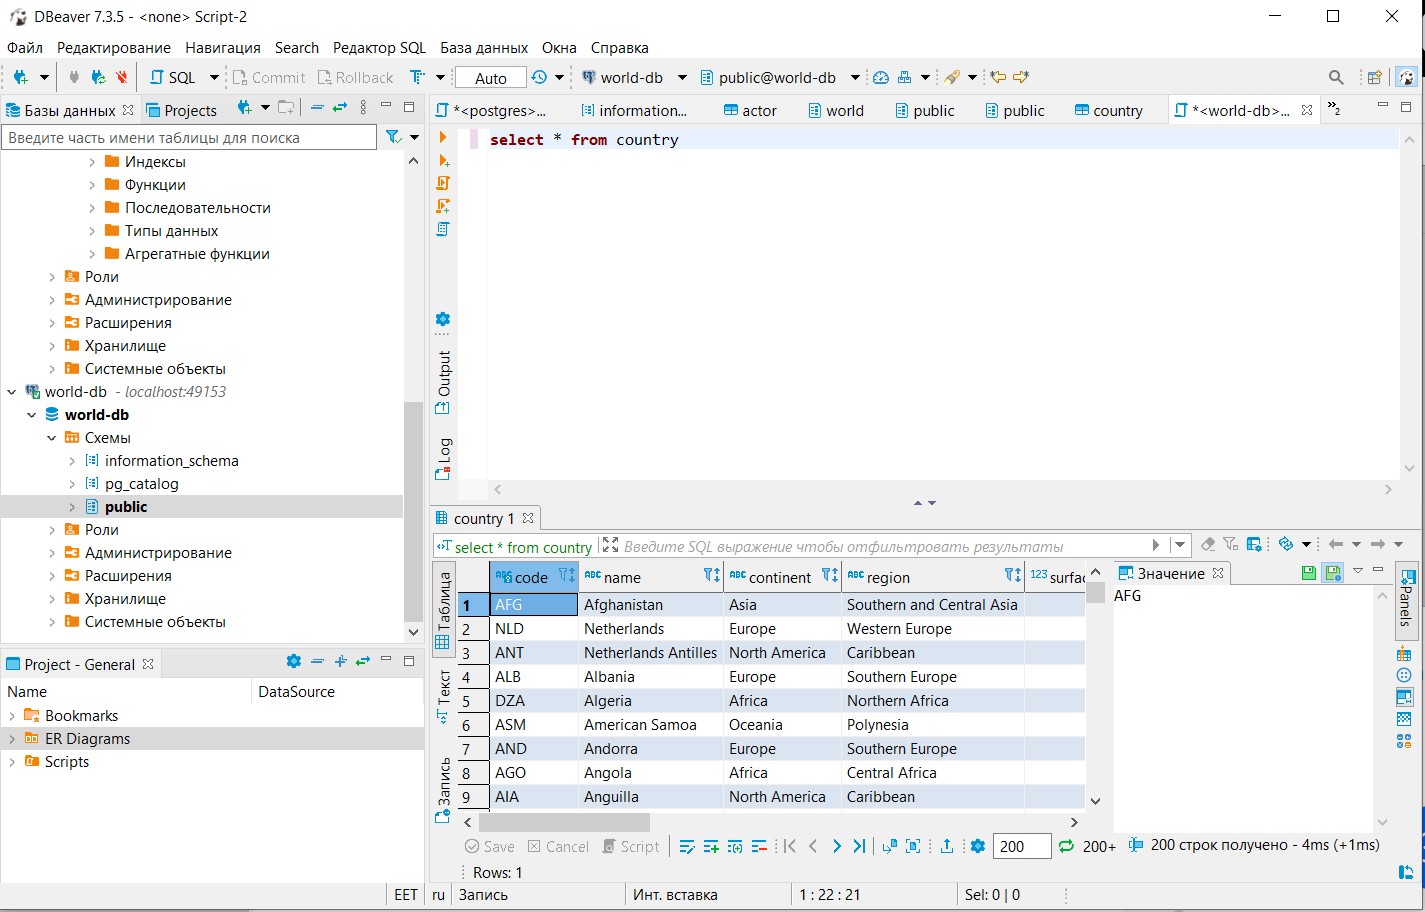 DBeaver 7.3.5 - <none> Script-2
Файл Редактирование Навигация Search Редактор SQL База данных Окна Справка
SQL Commit Rollback Auto world-db public@world-db
Базы данных Projects
Введите часть имени таблицы для поиска
Индексы
Функции
Последовательности
Типы данных
Агрегатные функции
Роли
Администрирование
Расширения
Хранилище
Системные объекты
world-db - localhost:49153
world-db
Схемы
information_schema
pg_catalog
public
Роли
Администрирование
Расширения
Хранилище
Системные объекты
Project - General
Name DataSource
Bookmarks
ER Diagrams
Scripts
*<postgres>... information... actor world public public country *<world-db>... »2
select * from country
Output
Log
country 1
select * from country Введите SQL выражение чтобы отфильтровать результаты
Таблица
Текст
Запись
ABC code ABC name ABC continent ABC region 123 surfac
1 AFG Afghanistan Asia Southern and Central Asia
2 NLD Netherlands Europe Western Europe
3 ANT Netherlands Antilles North America Caribbean
4 ALB Albania Europe Southern Europe
5 DZA Algeria Africa Northern Africa
6 ASM American Samoa Oceania Polynesia
7 AND Andorra Europe Southern Europe
8 AGO Angola Africa Central Africa
9 AIA Anguilla North America Caribbean
Значение
AFG
Panels
Save Cancel Script 200 200+ 200 строк получено - 4ms (+1ms)
Rows: 1
EET ru Запись Инт. вставка 1 : 22 : 21 Sel: 0 | 0